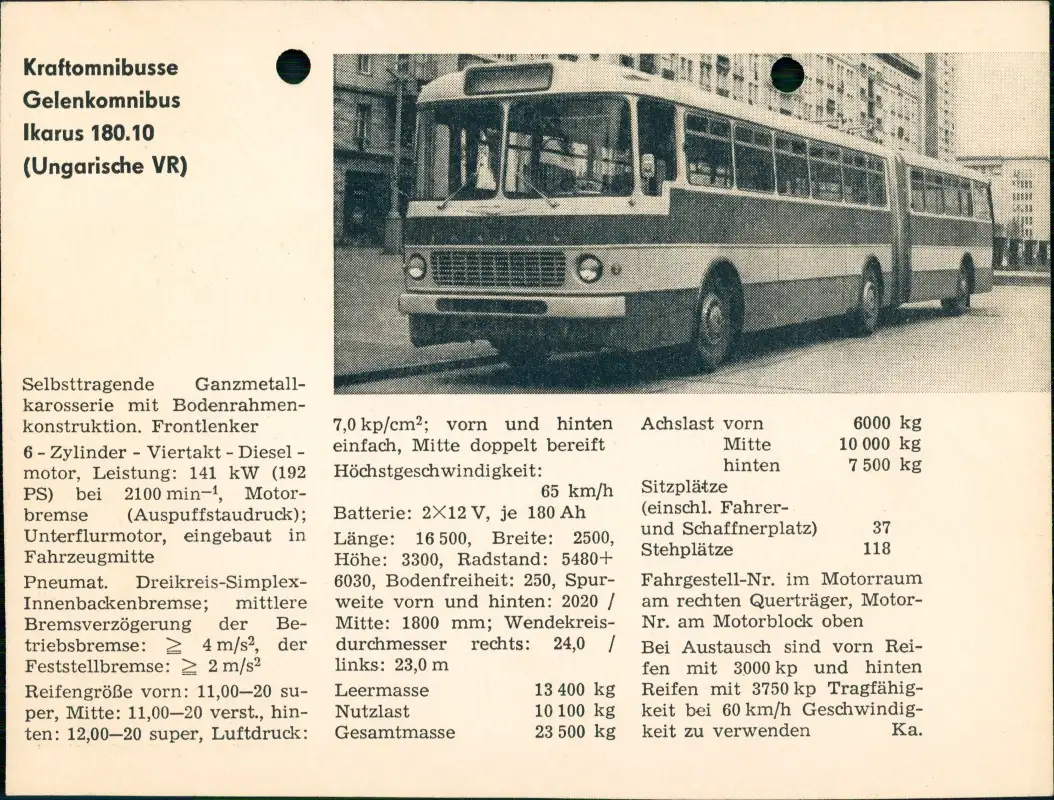 Kraftomnibusse
Gelenkomnibus
Ikarus 180.10
(Ungarische VR)
Selbsttragende Ganzmetall-
karosserie mit Bodenrahmen-
konstruktion. Frontlenker
6 - Zylinder - Viertakt - Diesel -
motor, Leistung: 141 kW (192
PS) bei 2100 min⁻¹, Motor-
bremse (Auspuffstaudruck);
Unterflurmotor, eingebaut in
Fahrzeugmitte
Pneumat. Dreikreis-Simplex-
Innenbackenbremse; mittlere
Bremsverzögerung der Be-
triebsbremse: ≧ 4 m/s², der
Feststellbremse: ≧ 2 m/s²
Reifengröße vorn: 11,00—20 su-
per, Mitte: 11,00—20 verst., hin-
ten: 12,00—20 super, Luftdruck:
7,0 kp/cm²; vorn und hinten
einfach, Mitte doppelt bereift
Höchstgeschwindigkeit:
65 km/h
Batterie: 2×12 V, je 180 Ah
Länge: 16 500, Breite: 2500,
Höhe: 3300, Radstand: 5480+
6030, Bodenfreiheit: 250, Spur-
weite vorn und hinten: 2020 /
Mitte: 1800 mm; Wendekreis-
durchmesser rechts: 24,0 /
links: 23,0 m
Leermasse 13 400 kg
Nutzlast 10 100 kg
Gesamtmasse 23 500 kg
Achslast vorn 6000 kg
Mitte 10 000 kg
hinten 7 500 kg
Sitzplätze
(einschl. Fahrer-
und Schaffnerplatz) 37
Stehplätze 118
Fahrgestell-Nr. im Motorraum
am rechten Querträger, Motor-
Nr. am Motorblock oben
Bei Austausch sind vorn Rei-
fen mit 3000 kp und hinten
Reifen mit 3750 kp Tragfähig-
keit bei 60 km/h Geschwindig-
keit zu verwenden Ka.